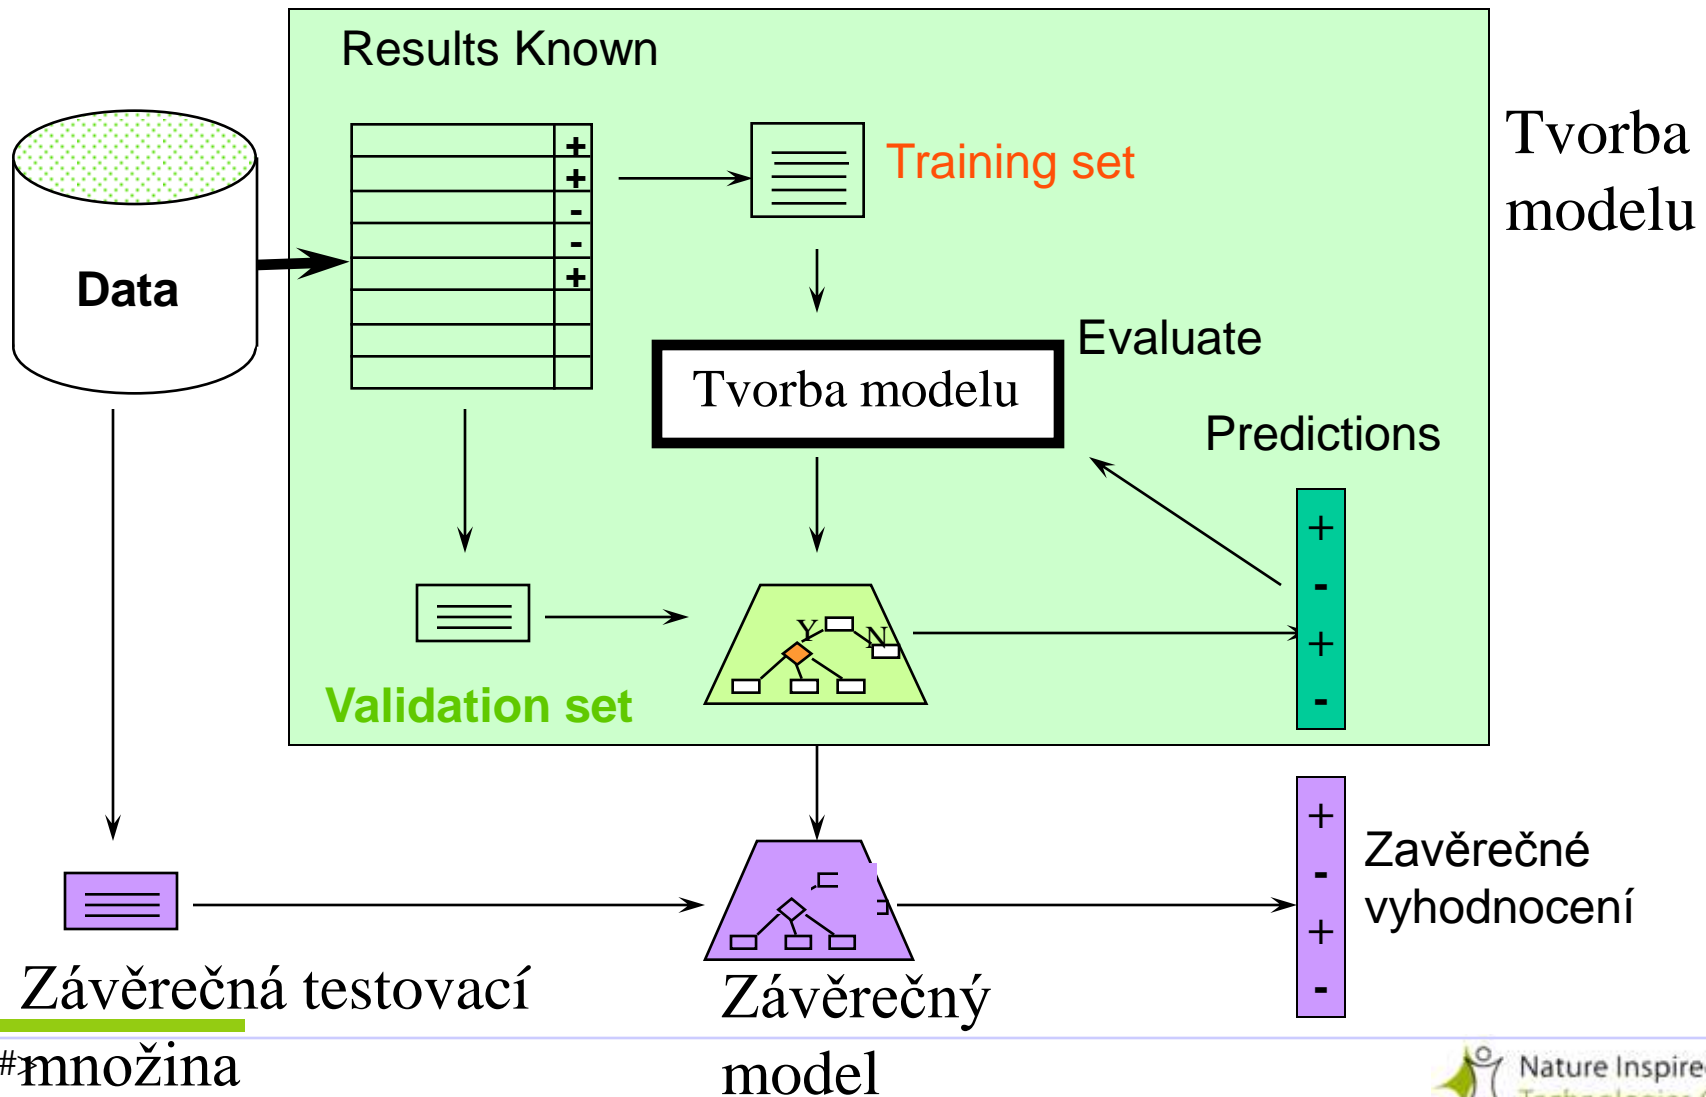 Results Known
Tvorba
modelu
+
+
-
-
+
Training set
Data
Evaluate
Tvorba modelu
Predictions
+
-
+
-
Y
N
Validation set
+
-
+
-
Zavěrečné
vyhodnocení
Závěrečná testovací
množina
Závěrečný
model
#>
Nature Inspire